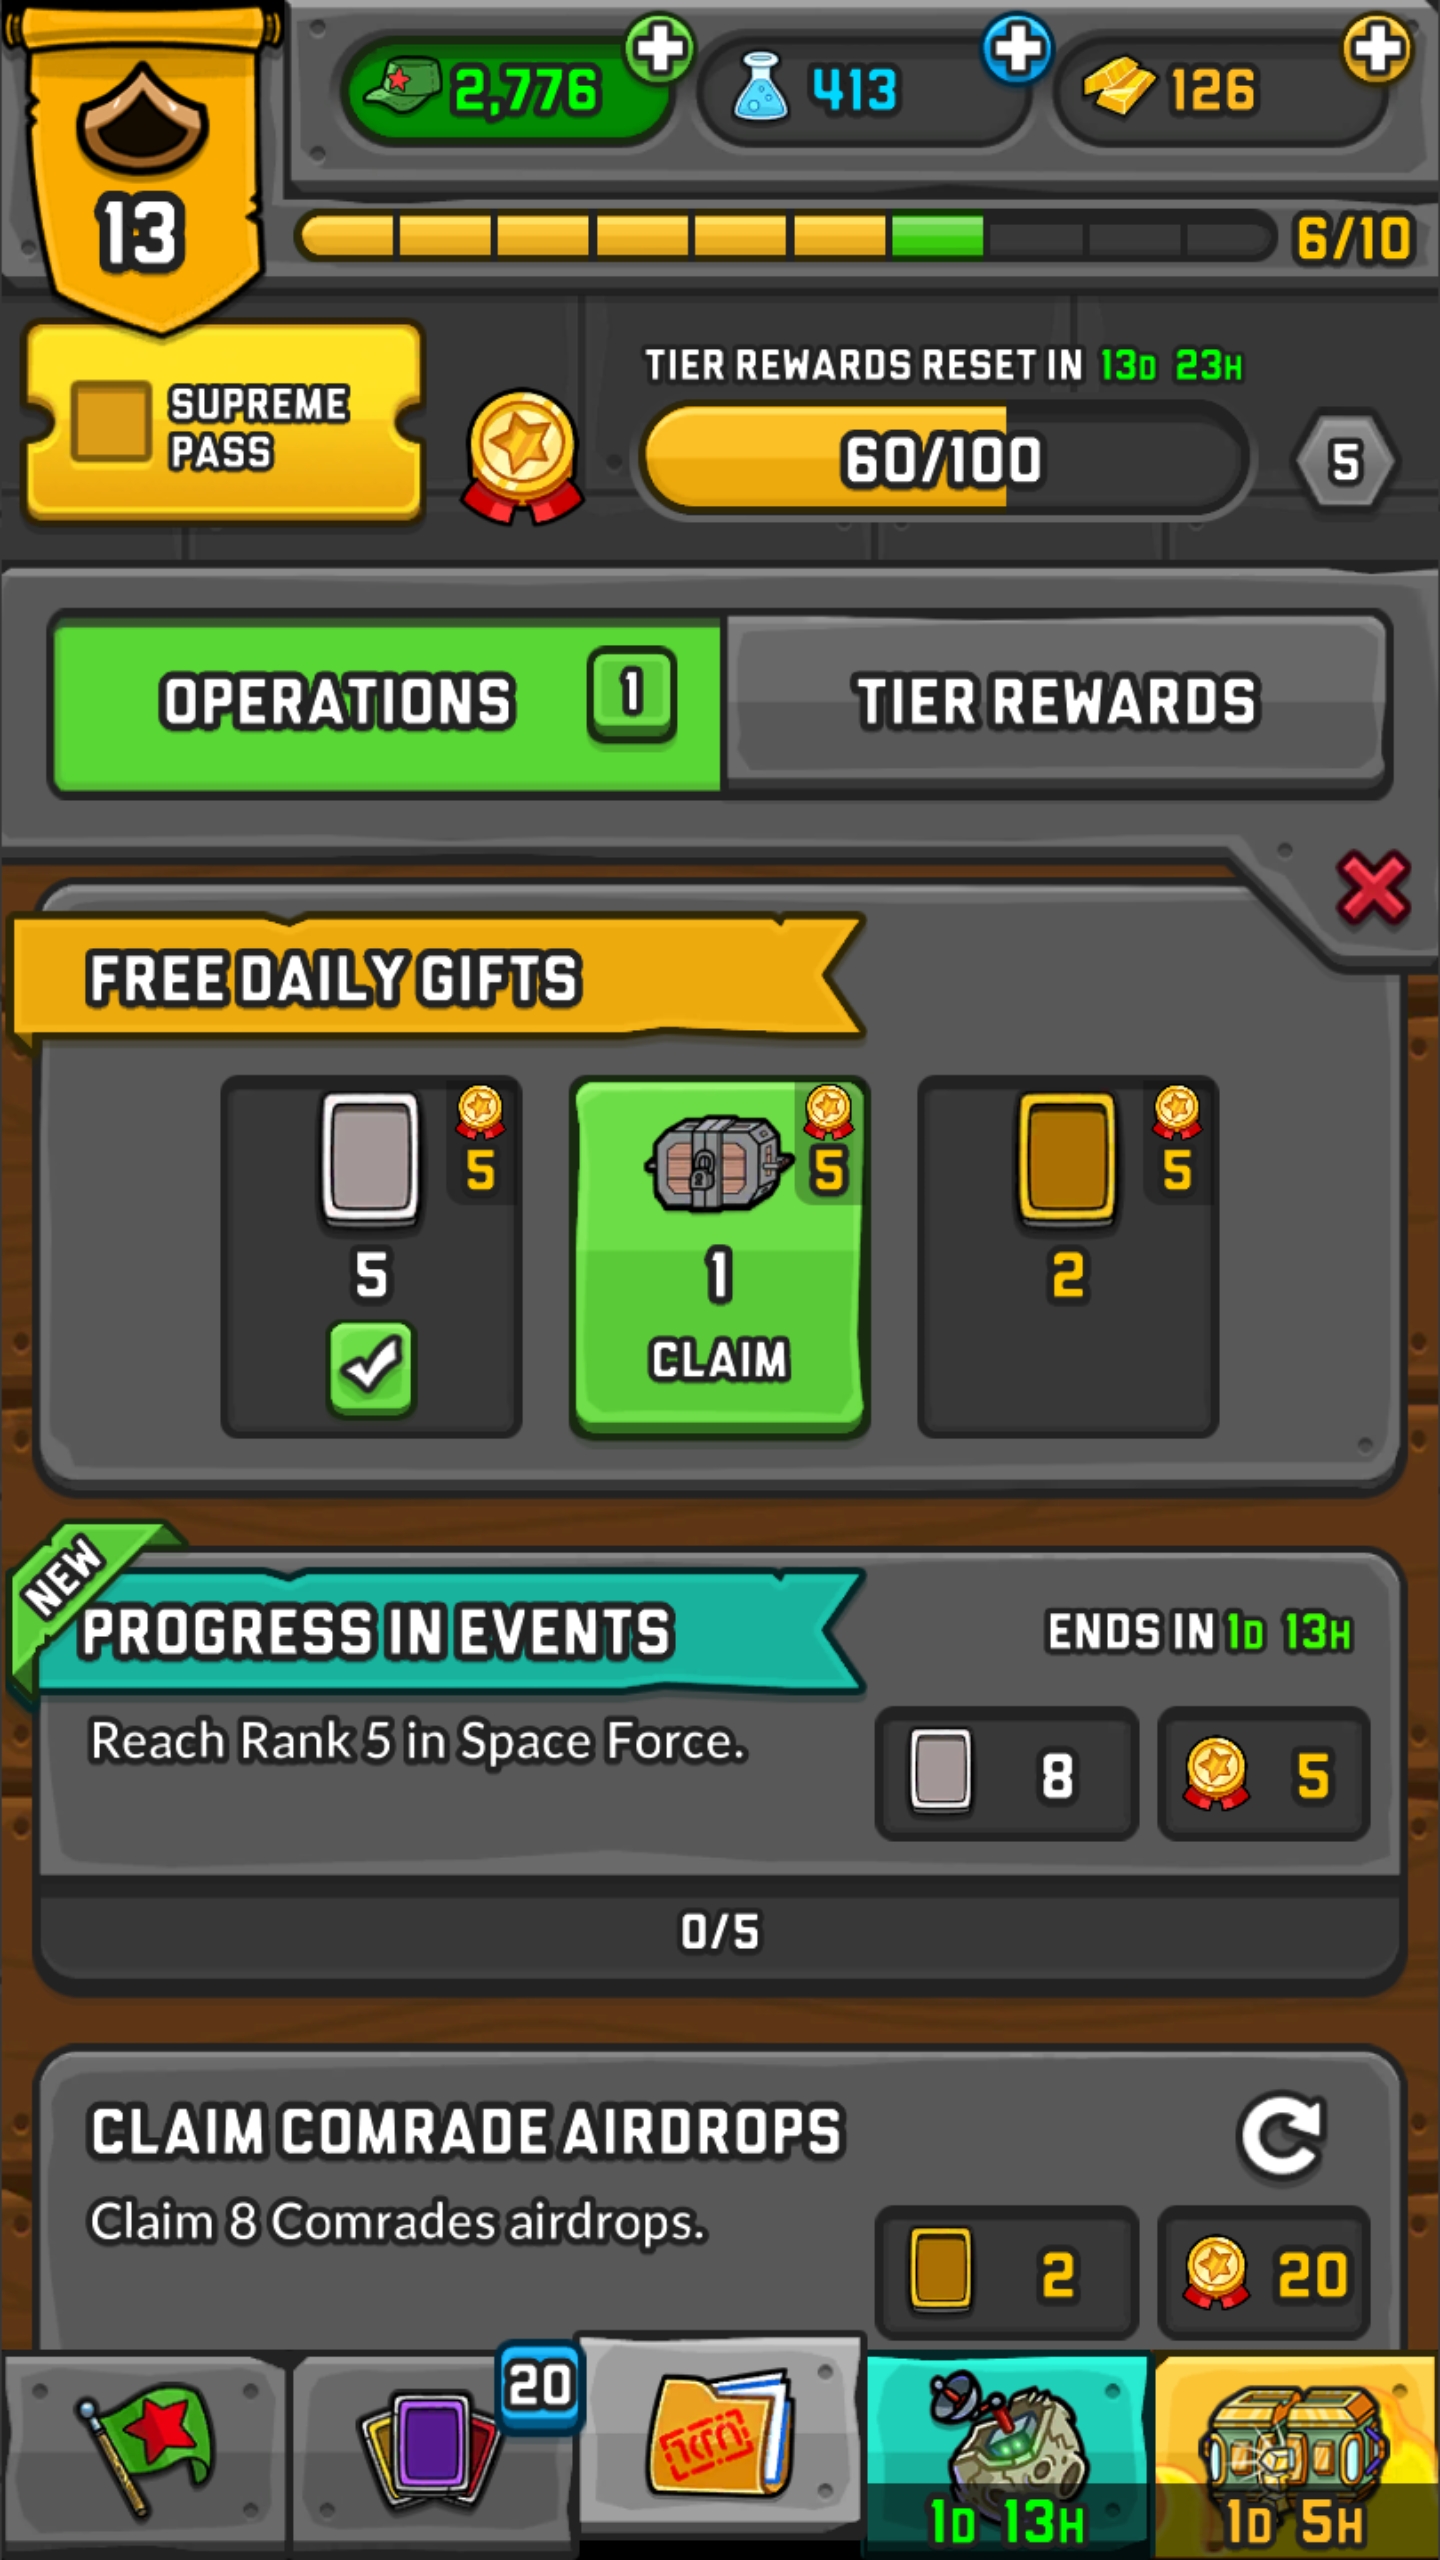 2,776
413
126
13
6/10
SUPREME
PASS
TIER REWARDS RESET IN 13D 23H
60/100
5
OPERATIONS 1
TIER REWARDS
FREE DAILY GIFTS
5
5
5
5
1
2
CLAIM
NEW
PROGRESS IN EVENTS
ENDS IN 1D 13H
Reach Rank 5 in Space Force.
8
5
0/5
CLAIM COMRADE AIRDROPS
Claim 8 Comrades airdrops.
2
20
20
1D 13H
1D 5H